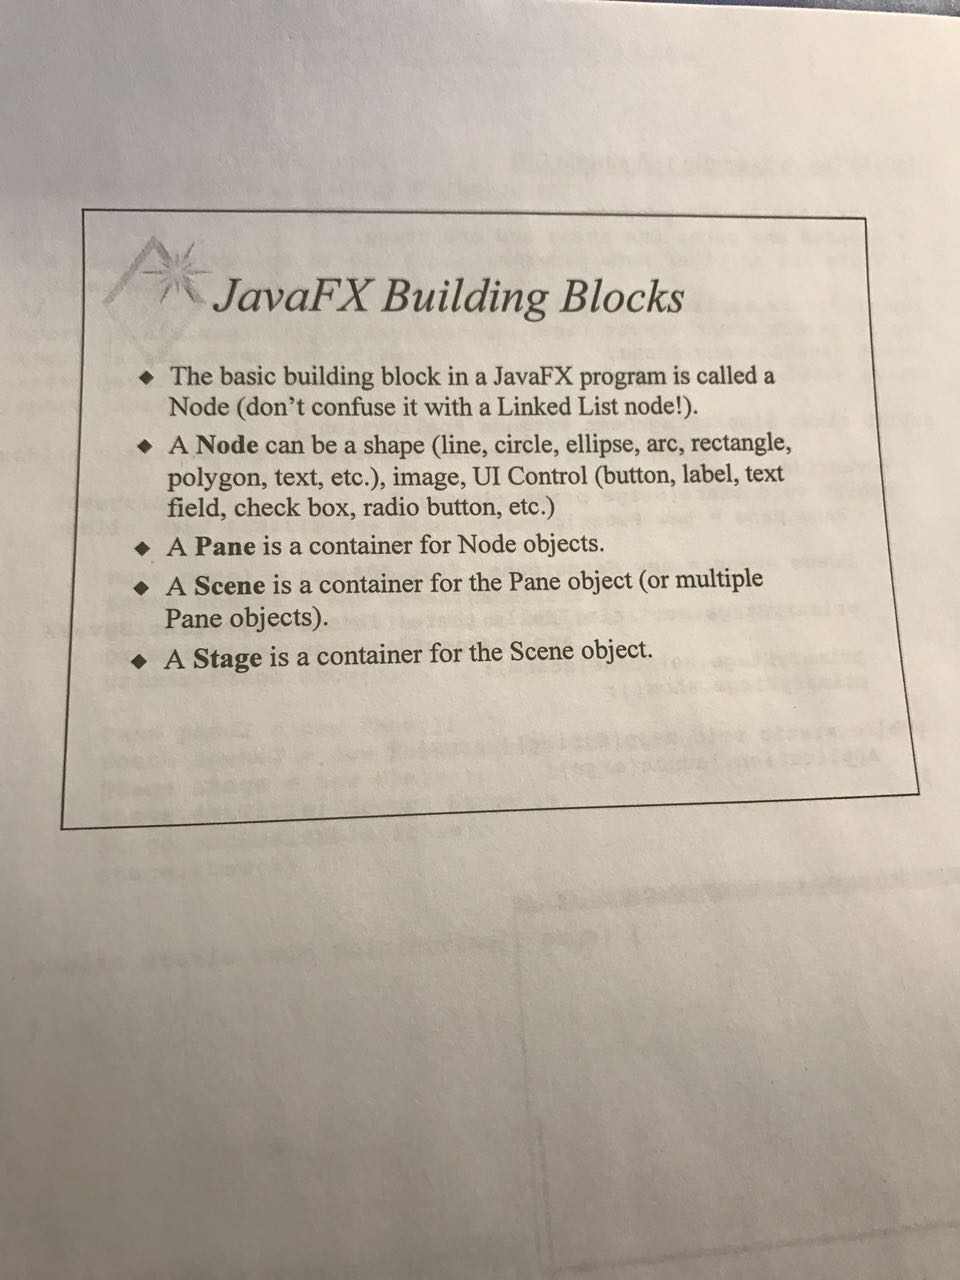 JavaFX Building Blocks
◆ The basic building block in a JavaFX program is called a
Node (don't confuse it with a Linked List node!).
◆ A Node can be a shape (line, circle, ellipse, arc, rectangle,
polygon, text, etc.), image, UI Control (button, label, text
field, check box, radio button, etc.)
◆ A Pane is a container for Node objects.
◆ A Scene is a container for the Pane object (or multiple
Pane objects).
◆ A Stage is a container for the Scene object.